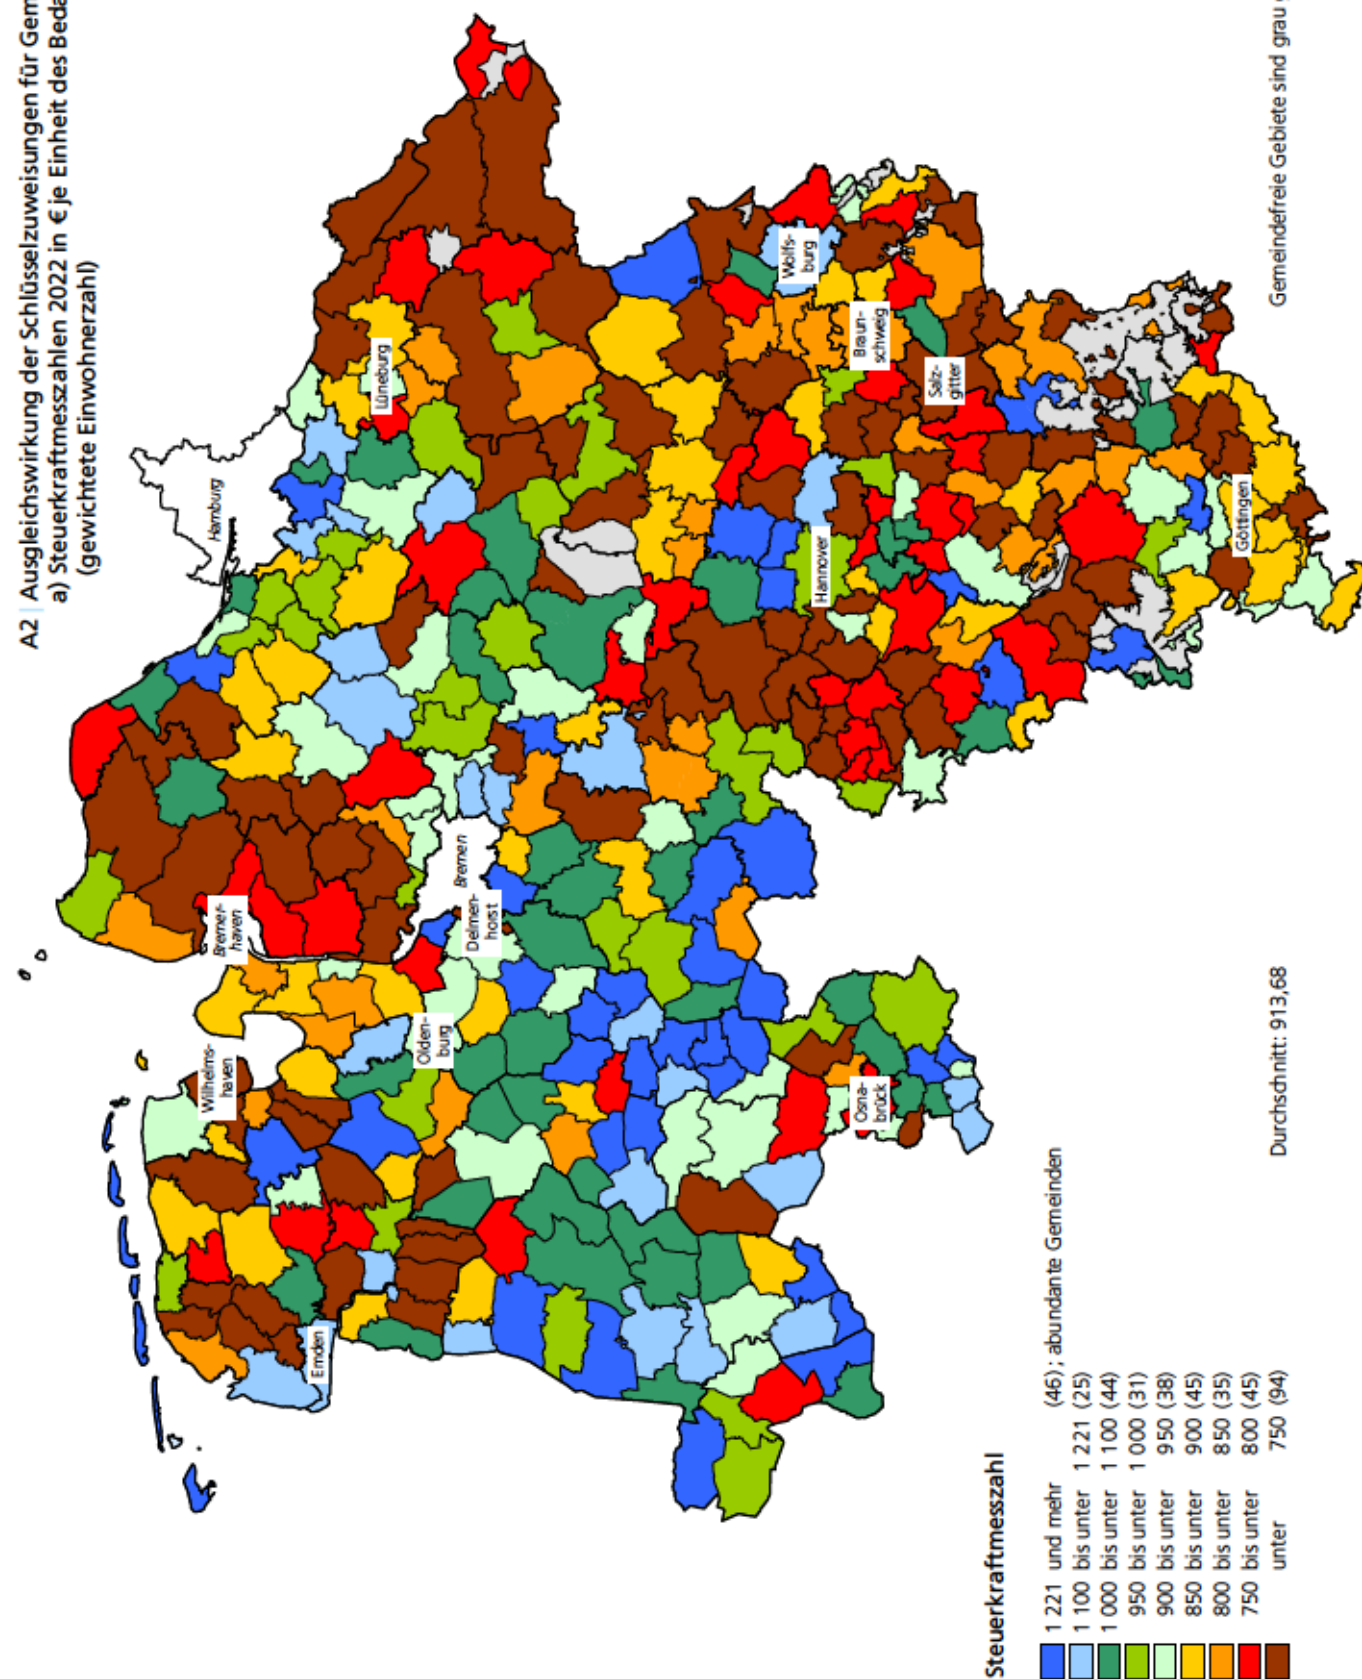 A2 | Ausgleichswirkung der Schlüsselzuweisungen für Gem
a) Steuerkraftmesszahlen 2022 in € je Einheit des Beda
(gewichtete Einwohnerzahl)
Hamburg
Lüneburg
Bremer-
haven
Wilhelms-
haven
Emden
Olden-
burg
Delmen-
horst
Bremen
Wolfs-
burg
Braun-
schweig
Salz-
gitter
Hannover
Osna-
brück
Göttingen
Steuerkraftmesszahl
1 221 und mehr (46) ; abundante Gemeinden
1 100 bis unter 1 221 (25)
1 000 bis unter 1 100 (44)
950 bis unter 1 000 (31)
900 bis unter 950 (38)
850 bis unter 900 (45)
800 bis unter 850 (35)
750 bis unter 800 (45)
unter 750 (94)
Durchschnitt: 913,68
Gemeindefreie Gebiete sind grau